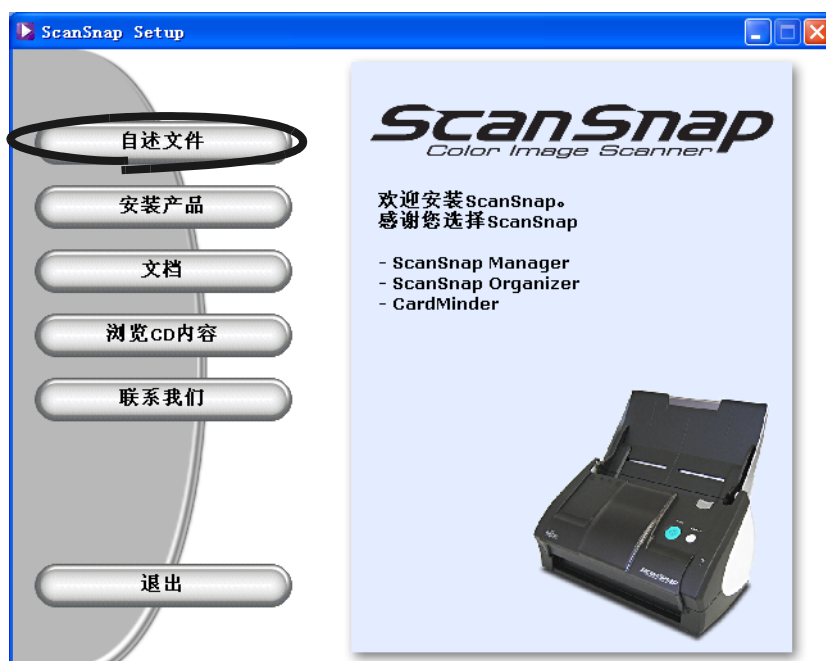 ScanSnap Setup
自述文件
安装产品
文档
浏览CD内容
联系我们
退出
ScanSnap
Color Image Scanner
欢迎安装ScanSnap。
感谢您选择ScanSnap
- ScanSnap Manager
- ScanSnap Organizer
- CardMinder
ScanSnap